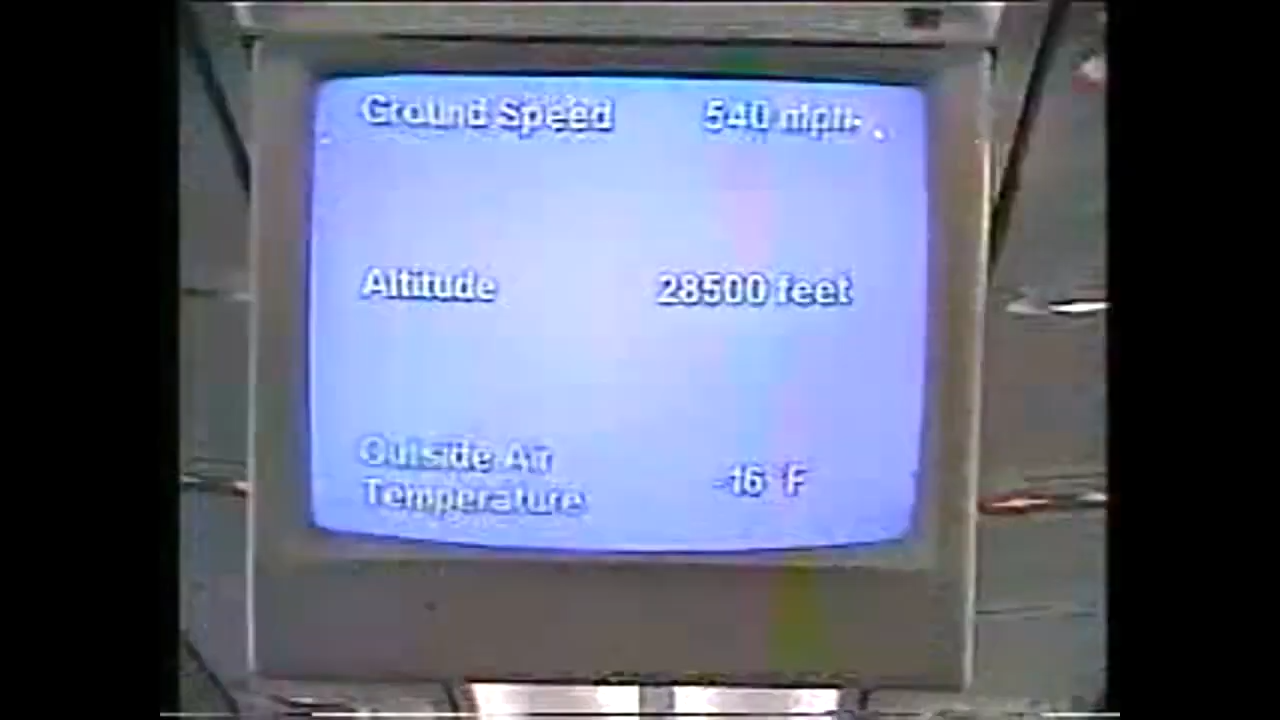 Ground Speed 540 mph
Altitude 28500 feet
Outside Air
Temperature -16 °F